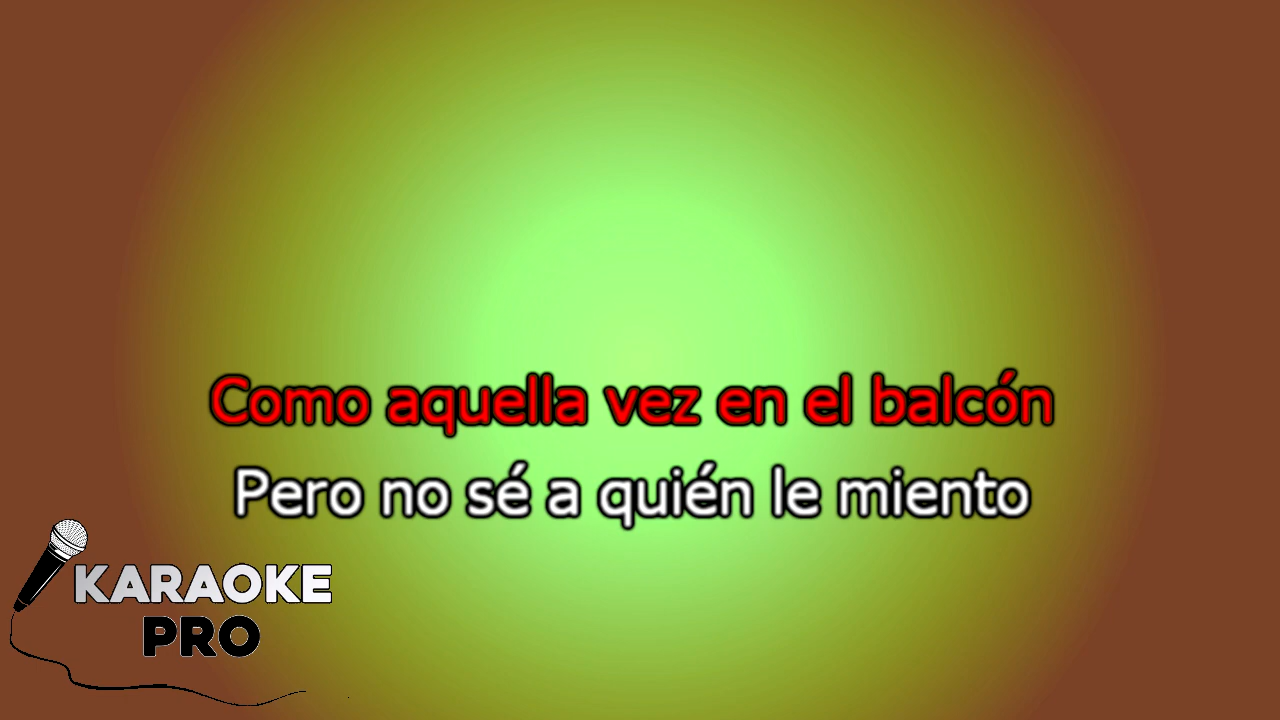 Como aquella vez en el balcón
Pero no sé a quién le miento
KARAOKE
PRO